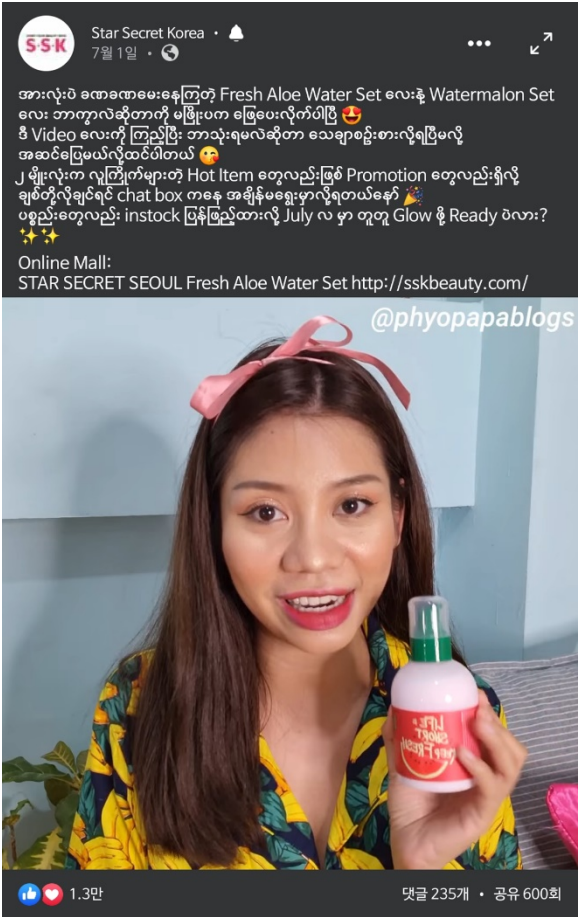 S·S·K
Star Secret Korea
7월 1일
အားလုံးပဲ ခဏခဏမေးနေကြတဲ့ Fresh Aloe Water Set လေးနဲ့ Watermalon Set
လေး ဘာကွာလဲဆိုတာကို မဖြိုးပက ဖြေပေးလိုက်ပါပြီ 😍
ဒီ Video လေးကို ကြည့်ပြီး ဘာသုံးရမလဲဆိုတာ သေချာစဥ်းစားလို့ရပြီမလို့
အဆင်ပြေမယ်လို့ထင်ပါတယ် 😘
၂ မျိုးလုံးက လူကြိုက်များတဲ့ Hot Item တွေလည်းဖြစ် Promotion တွေလည်းရှိလို့
ချစ်တို့လိုချင်ရင် chat box ကနေ အချိန်မရွေးမှာလို့ရတယ်နော် 🎉
ပစ္စည်းတွေလည်း instock ပြန်ဖြည့်ထားလို့ July လ မှာ တူတူ Glow ဖို့ Ready ပဲလား?
✨✨
Online Mall:
STAR SECRET SEOUL Fresh Aloe Water Set http://sskbeauty.com/
@phyopapablogs
LIFE is
SHORT
KEEP FRESH
1.3만
댓글 235개 • 공유 600회